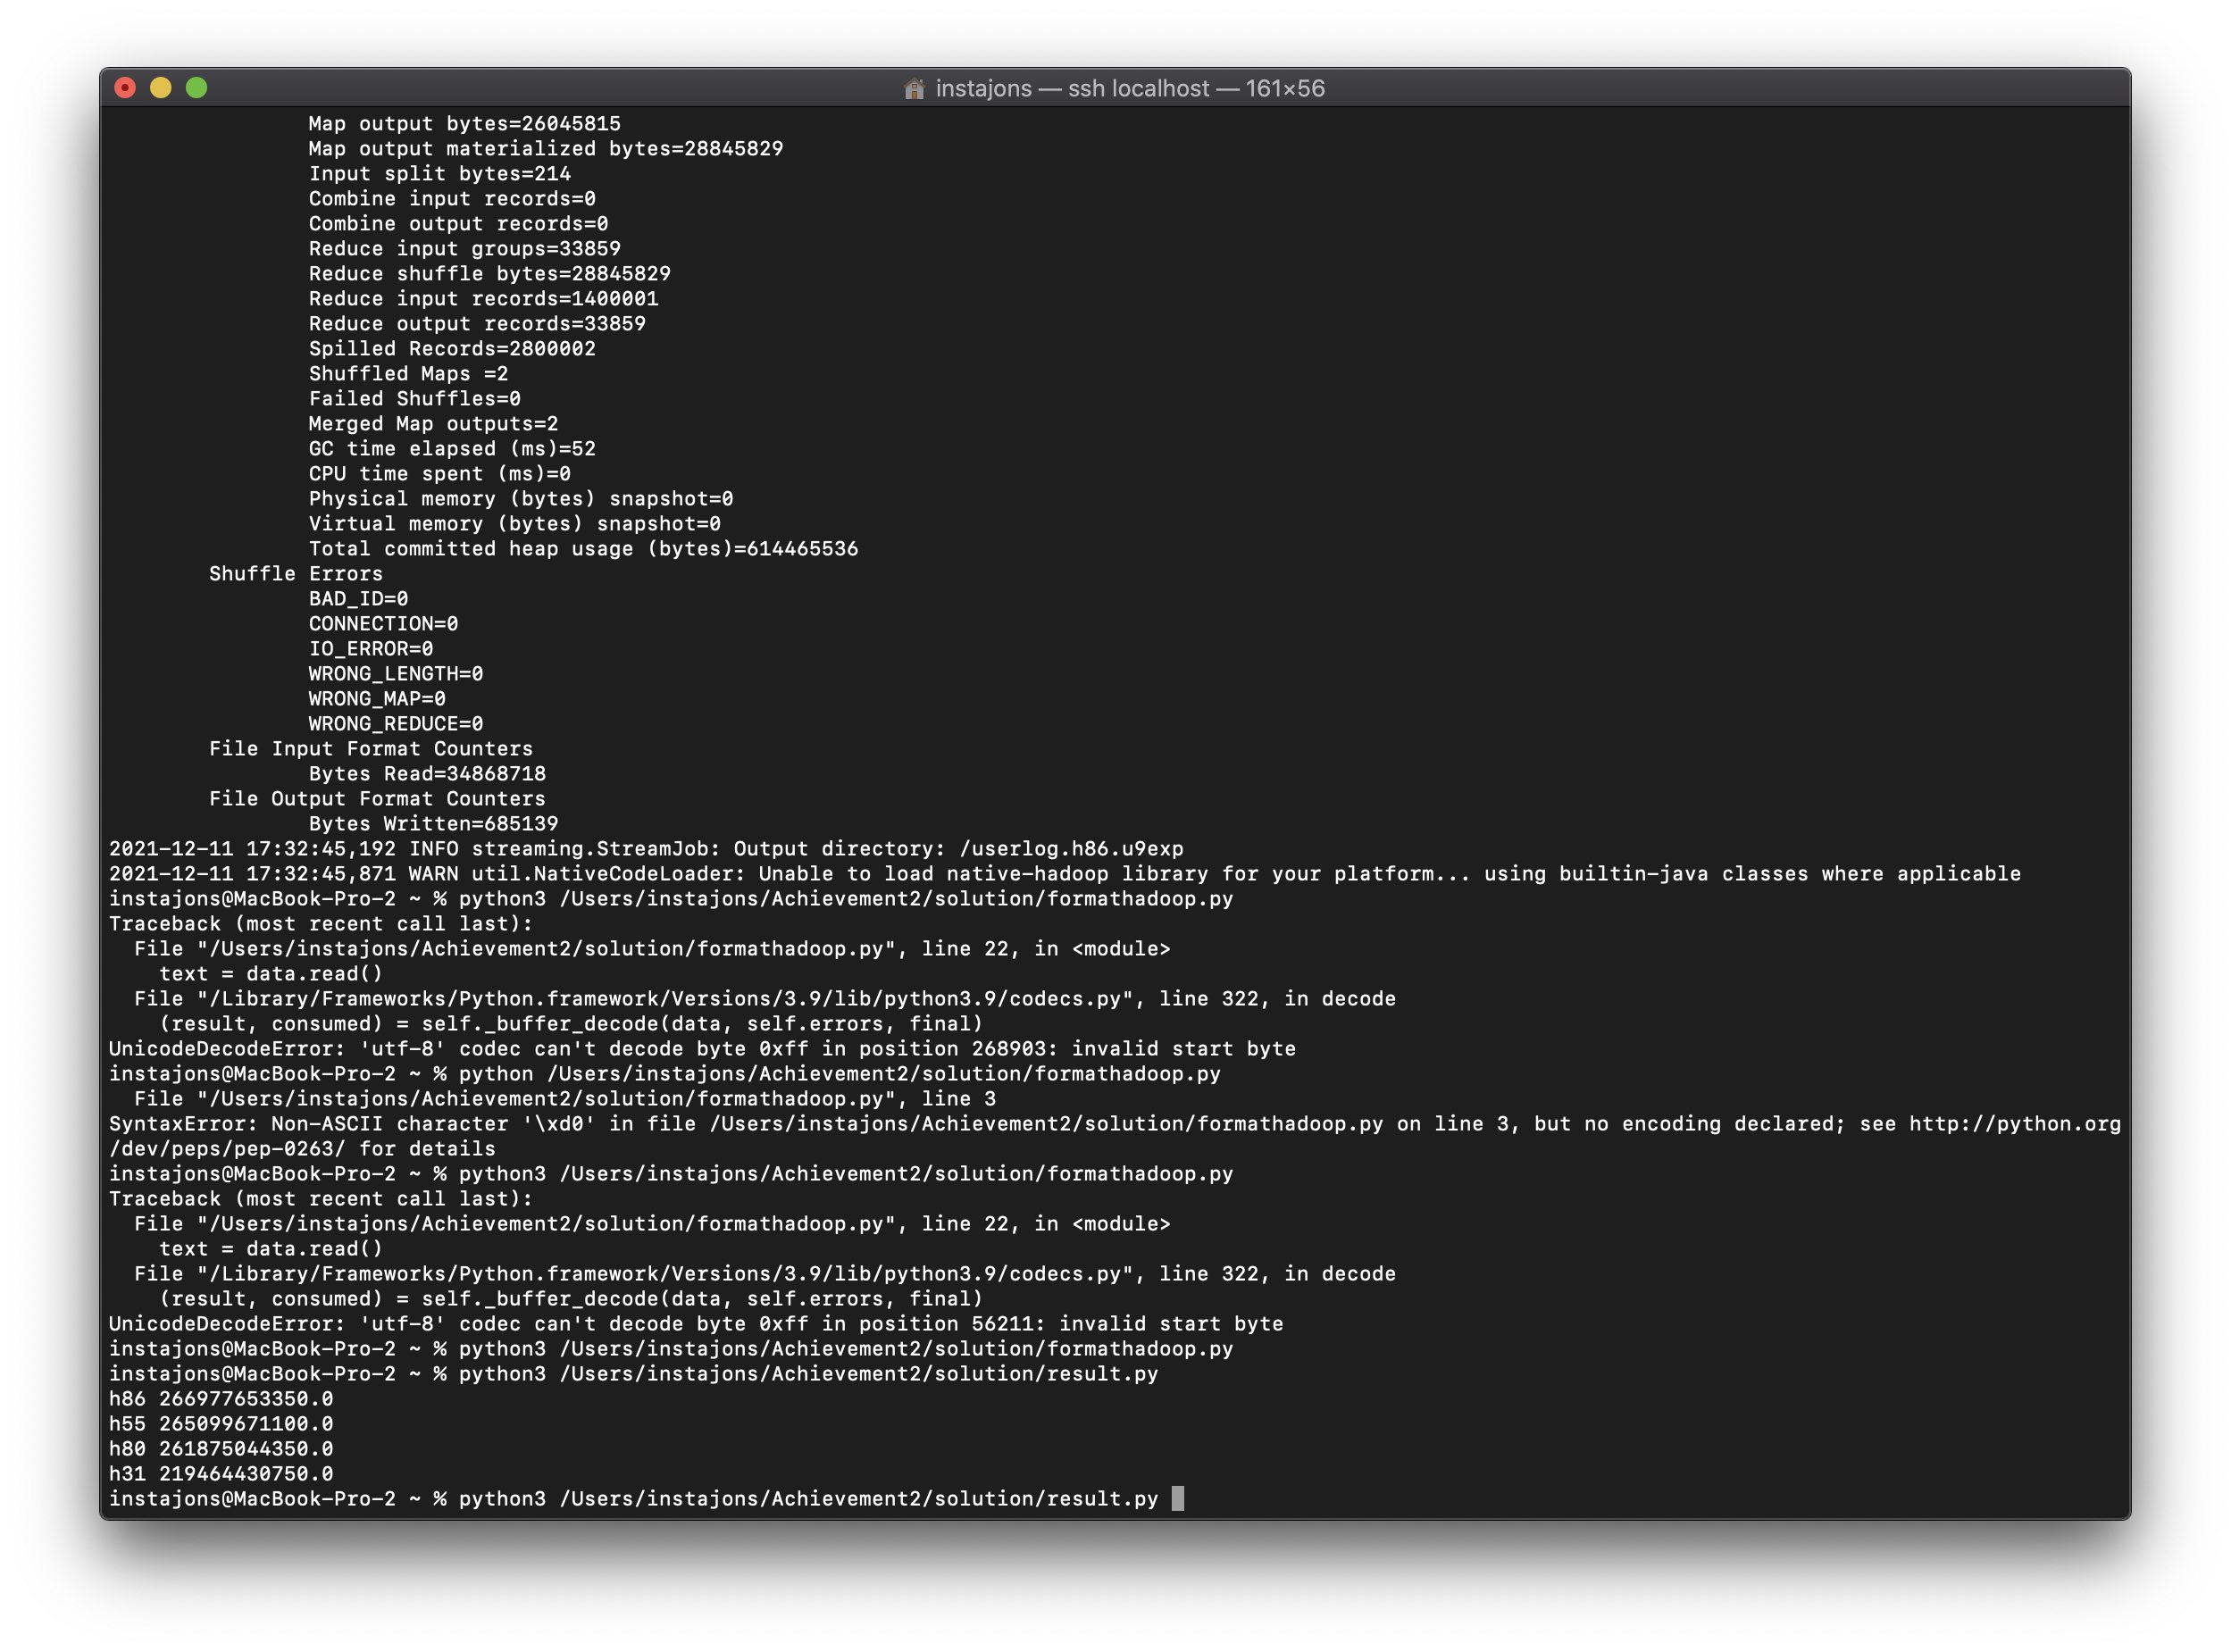 instajons — ssh localhost — 161×56
Map output bytes=26045815
Map output materialized bytes=28845829
Input split bytes=214
Combine input records=0
Combine output records=0
Reduce input groups=33859
Reduce shuffle bytes=28845829
Reduce input records=1400001
Reduce output records=33859
Spilled Records=2800002
Shuffled Maps =2
Failed Shuffles=0
Merged Map outputs=2
GC time elapsed (ms)=52
CPU time spent (ms)=0
Physical memory (bytes) snapshot=0
Virtual memory (bytes) snapshot=0
Total committed heap usage (bytes)=614465536
Shuffle Errors
BAD_ID=0
CONNECTION=0
IO_ERROR=0
WRONG_LENGTH=0
WRONG_MAP=0
WRONG_REDUCE=0
File Input Format Counters
Bytes Read=34868718
File Output Format Counters
Bytes Written=685139
2021-12-11 17:32:45,192 INFO streaming.StreamJob: Output directory: /userlog.h86.u9exp
2021-12-11 17:32:45,871 WARN util.NativeCodeLoader: Unable to load native-hadoop library for your platform... using builtin-java classes where applicable
instajons@MacBook-Pro-2 ~ % python3 /Users/instajons/Achievement2/solution/formathadoop.py
Traceback (most recent call last):
File "/Users/instajons/Achievement2/solution/formathadoop.py", line 22, in <module>
text = data.read()
File "/Library/Frameworks/Python.framework/Versions/3.9/lib/python3.9/codecs.py", line 322, in decode
(result, consumed) = self._buffer_decode(data, self.errors, final)
UnicodeDecodeError: 'utf-8' codec can't decode byte 0xff in position 268903: invalid start byte
instajons@MacBook-Pro-2 ~ % python /Users/instajons/Achievement2/solution/formathadoop.py
File "/Users/instajons/Achievement2/solution/formathadoop.py", line 3
SyntaxError: Non-ASCII character '\xd0' in file /Users/instajons/Achievement2/solution/formathadoop.py on line 3, but no encoding declared; see http://python.org
/dev/peps/pep-0263/ for details
instajons@MacBook-Pro-2 ~ % python3 /Users/instajons/Achievement2/solution/formathadoop.py
Traceback (most recent call last):
File "/Users/instajons/Achievement2/solution/formathadoop.py", line 22, in <module>
text = data.read()
File "/Library/Frameworks/Python.framework/Versions/3.9/lib/python3.9/codecs.py", line 322, in decode
(result, consumed) = self._buffer_decode(data, self.errors, final)
UnicodeDecodeError: 'utf-8' codec can't decode byte 0xff in position 56211: invalid start byte
instajons@MacBook-Pro-2 ~ % python3 /Users/instajons/Achievement2/solution/formathadoop.py
instajons@MacBook-Pro-2 ~ % python3 /Users/instajons/Achievement2/solution/result.py
h86 266977653350.0
h55 265099671100.0
h80 261875044350.0
h31 219464430750.0
instajons@MacBook-Pro-2 ~ % python3 /Users/instajons/Achievement2/solution/result.py